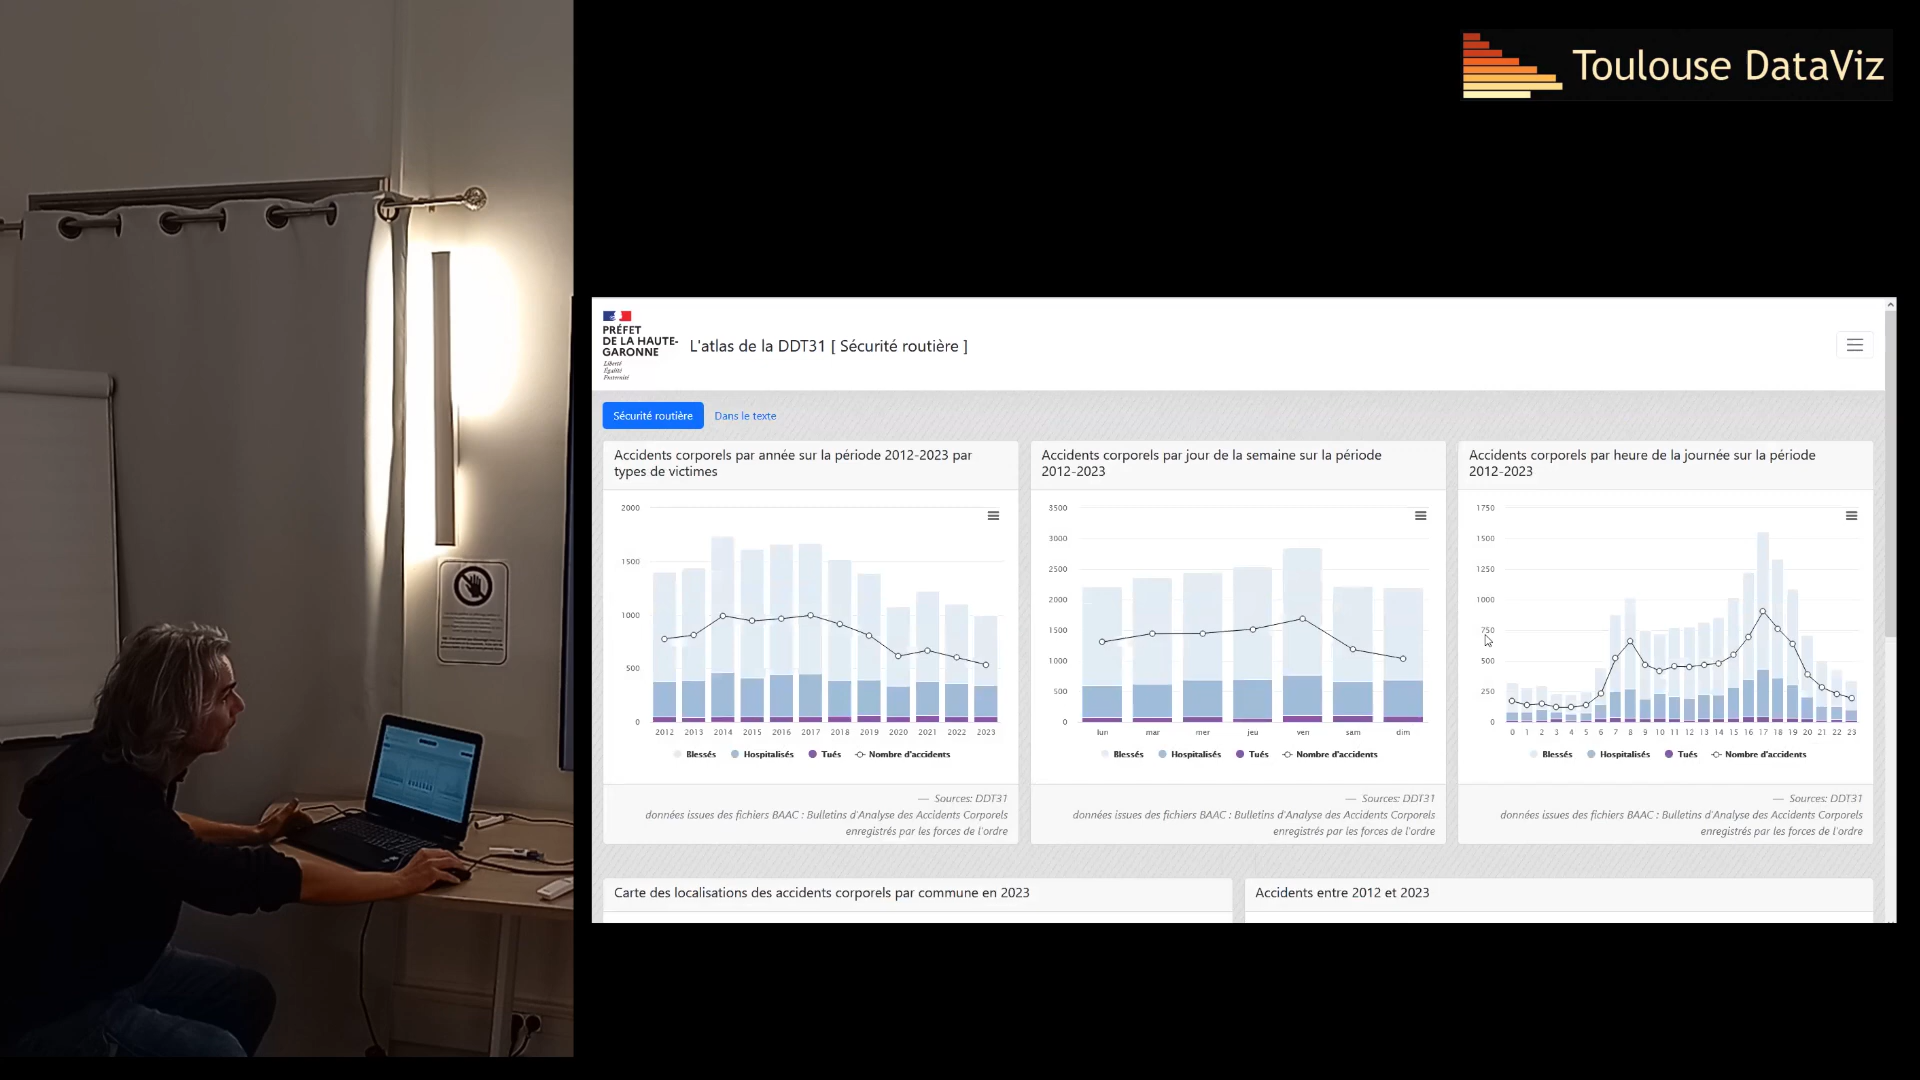 Toulouse DataViz
PRÉFET
DE LA HAUTE-
GARONNE
Liberté
Égalité
Fraternité
L'atlas de la DDT31 [ Sécurité routière ]
Sécurité routière
Dans le texte
Accidents corporels par année sur la période 2012-2023 par
types de victimes
2000
1500
1000
500
0
2012 2013 2014 2015 2016 2017 2018 2019 2020 2021 2022 2023
Blessés Hospitalisés Tués Nombre d'accidents
— Sources: DDT31
données issues des fichiers BAAC : Bulletins d'Analyse des Accidents Corporels
enregistrés par les forces de l'ordre
Accidents corporels par jour de la semaine sur la période
2012-2023
3500
3000
2500
2000
1500
1000
500
0
lun mar mer jeu ven sam dim
Blessés Hospitalisés Tués Nombre d'accidents
— Sources: DDT31
données issues des fichiers BAAC : Bulletins d'Analyse des Accidents Corporels
enregistrés par les forces de l'ordre
Accidents corporels par heure de la journée sur la période
2012-2023
1750
1500
1250
1000
750
500
250
0
0 1 2 3 4 5 6 7 8 9 10 11 12 13 14 15 16 17 18 19 20 21 22 23
Blessés Hospitalisés Tués Nombre d'accidents
— Sources: DDT31
données issues des fichiers BAAC : Bulletins d'Analyse des Accidents Corporels
enregistrés par les forces de l'ordre
Carte des localisations des accidents corporels par commune en 2023
Accidents entre 2012 et 2023